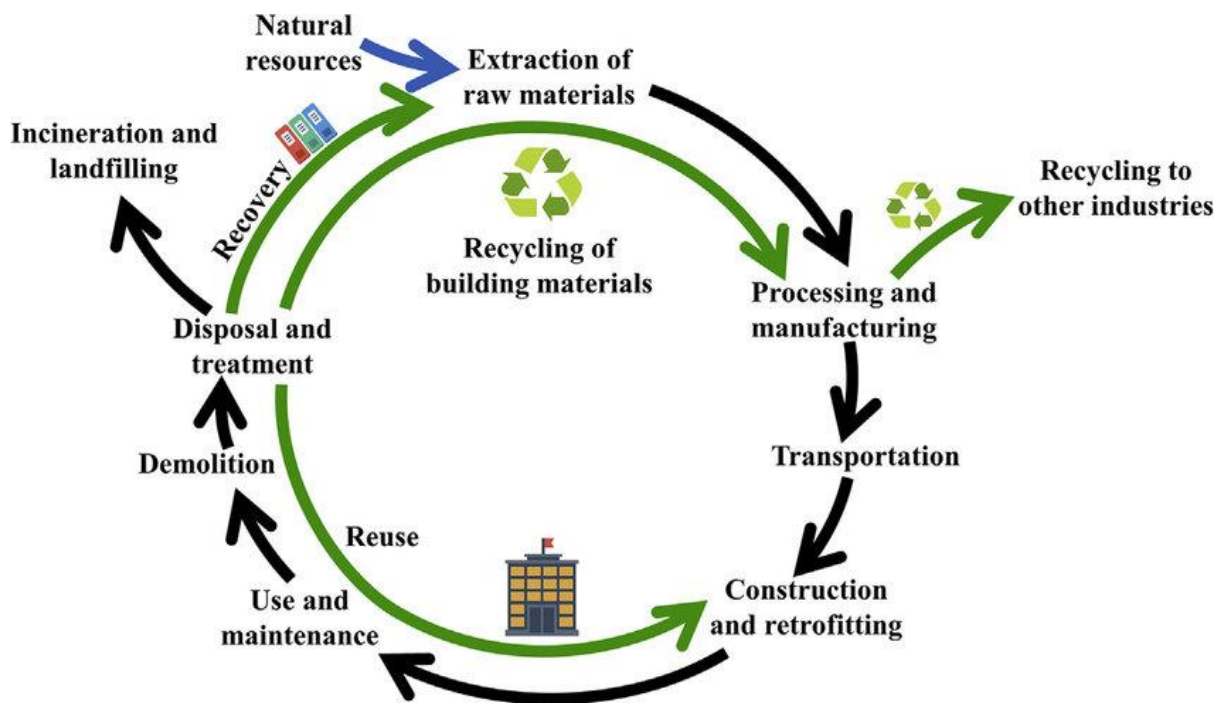 Natural
resources
Extraction of
raw materials
Incineration and
landfilling
Recovery
Recycling to
other industries
Recycling of
building materials
Processing and
manufacturing
Disposal and
treatment
Demolition
Transportation
Reuse
Use and
maintenance
Construction
and retrofitting